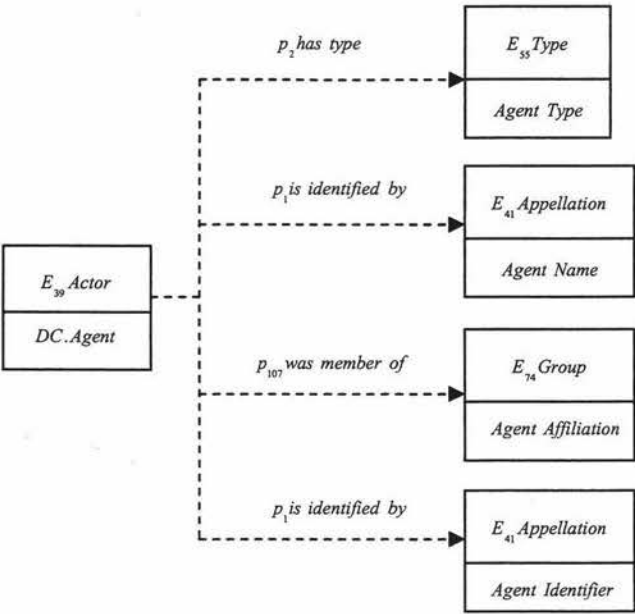 p₂ has type
E₅₅ Type
Agent Type
p₁ is identified by
E₄₁ Appellation
Agent Name
E₃₉ Actor
DC.Agent
p₁₀₇ was member of
E₇₄ Group
Agent Affiliation
p₁ is identified by
E₄₁ Appellation
Agent Identifier